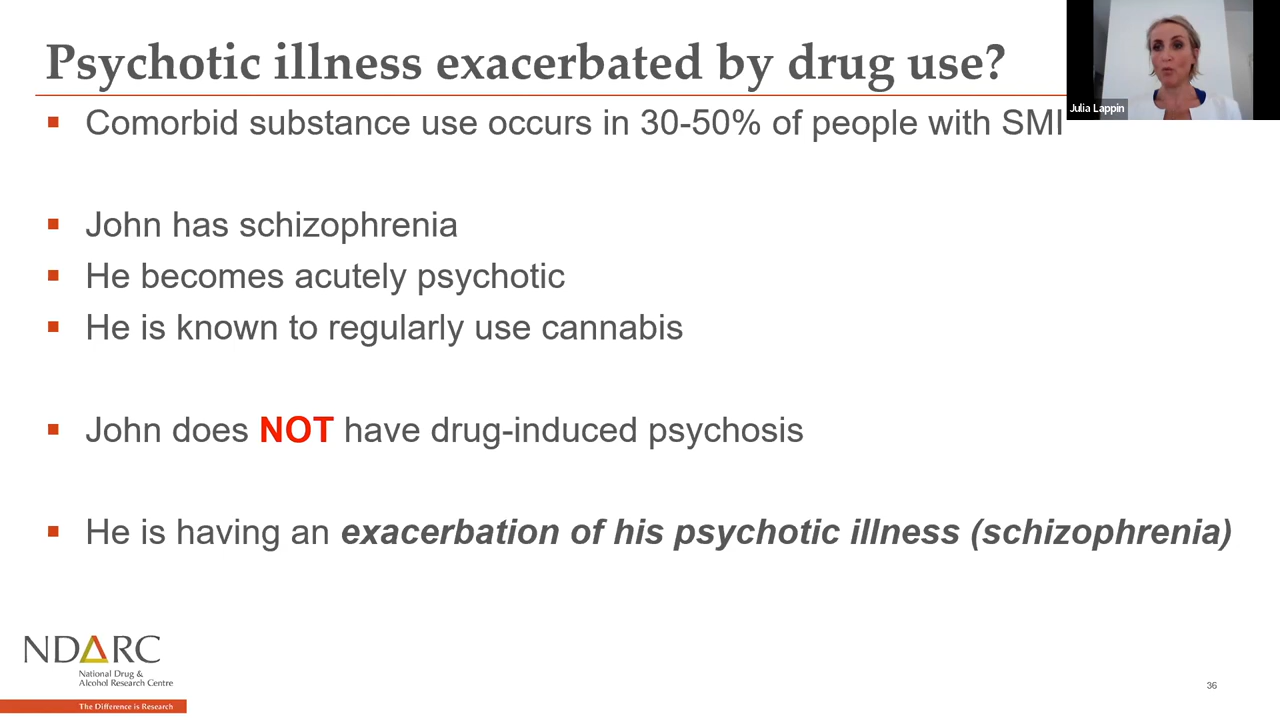 Psychotic illness exacerbated by drug use?
Julia Lappin
▪ Comorbid substance use occurs in 30-50% of people with SMI
▪ John has schizophrenia
▪ He becomes acutely psychotic
▪ He is known to regularly use cannabis
▪ John does NOT have drug-induced psychosis
▪ He is having an exacerbation of his psychotic illness (schizophrenia)
NDARC
National Drug &
Alcohol Research Centre
The Difference is Research
36